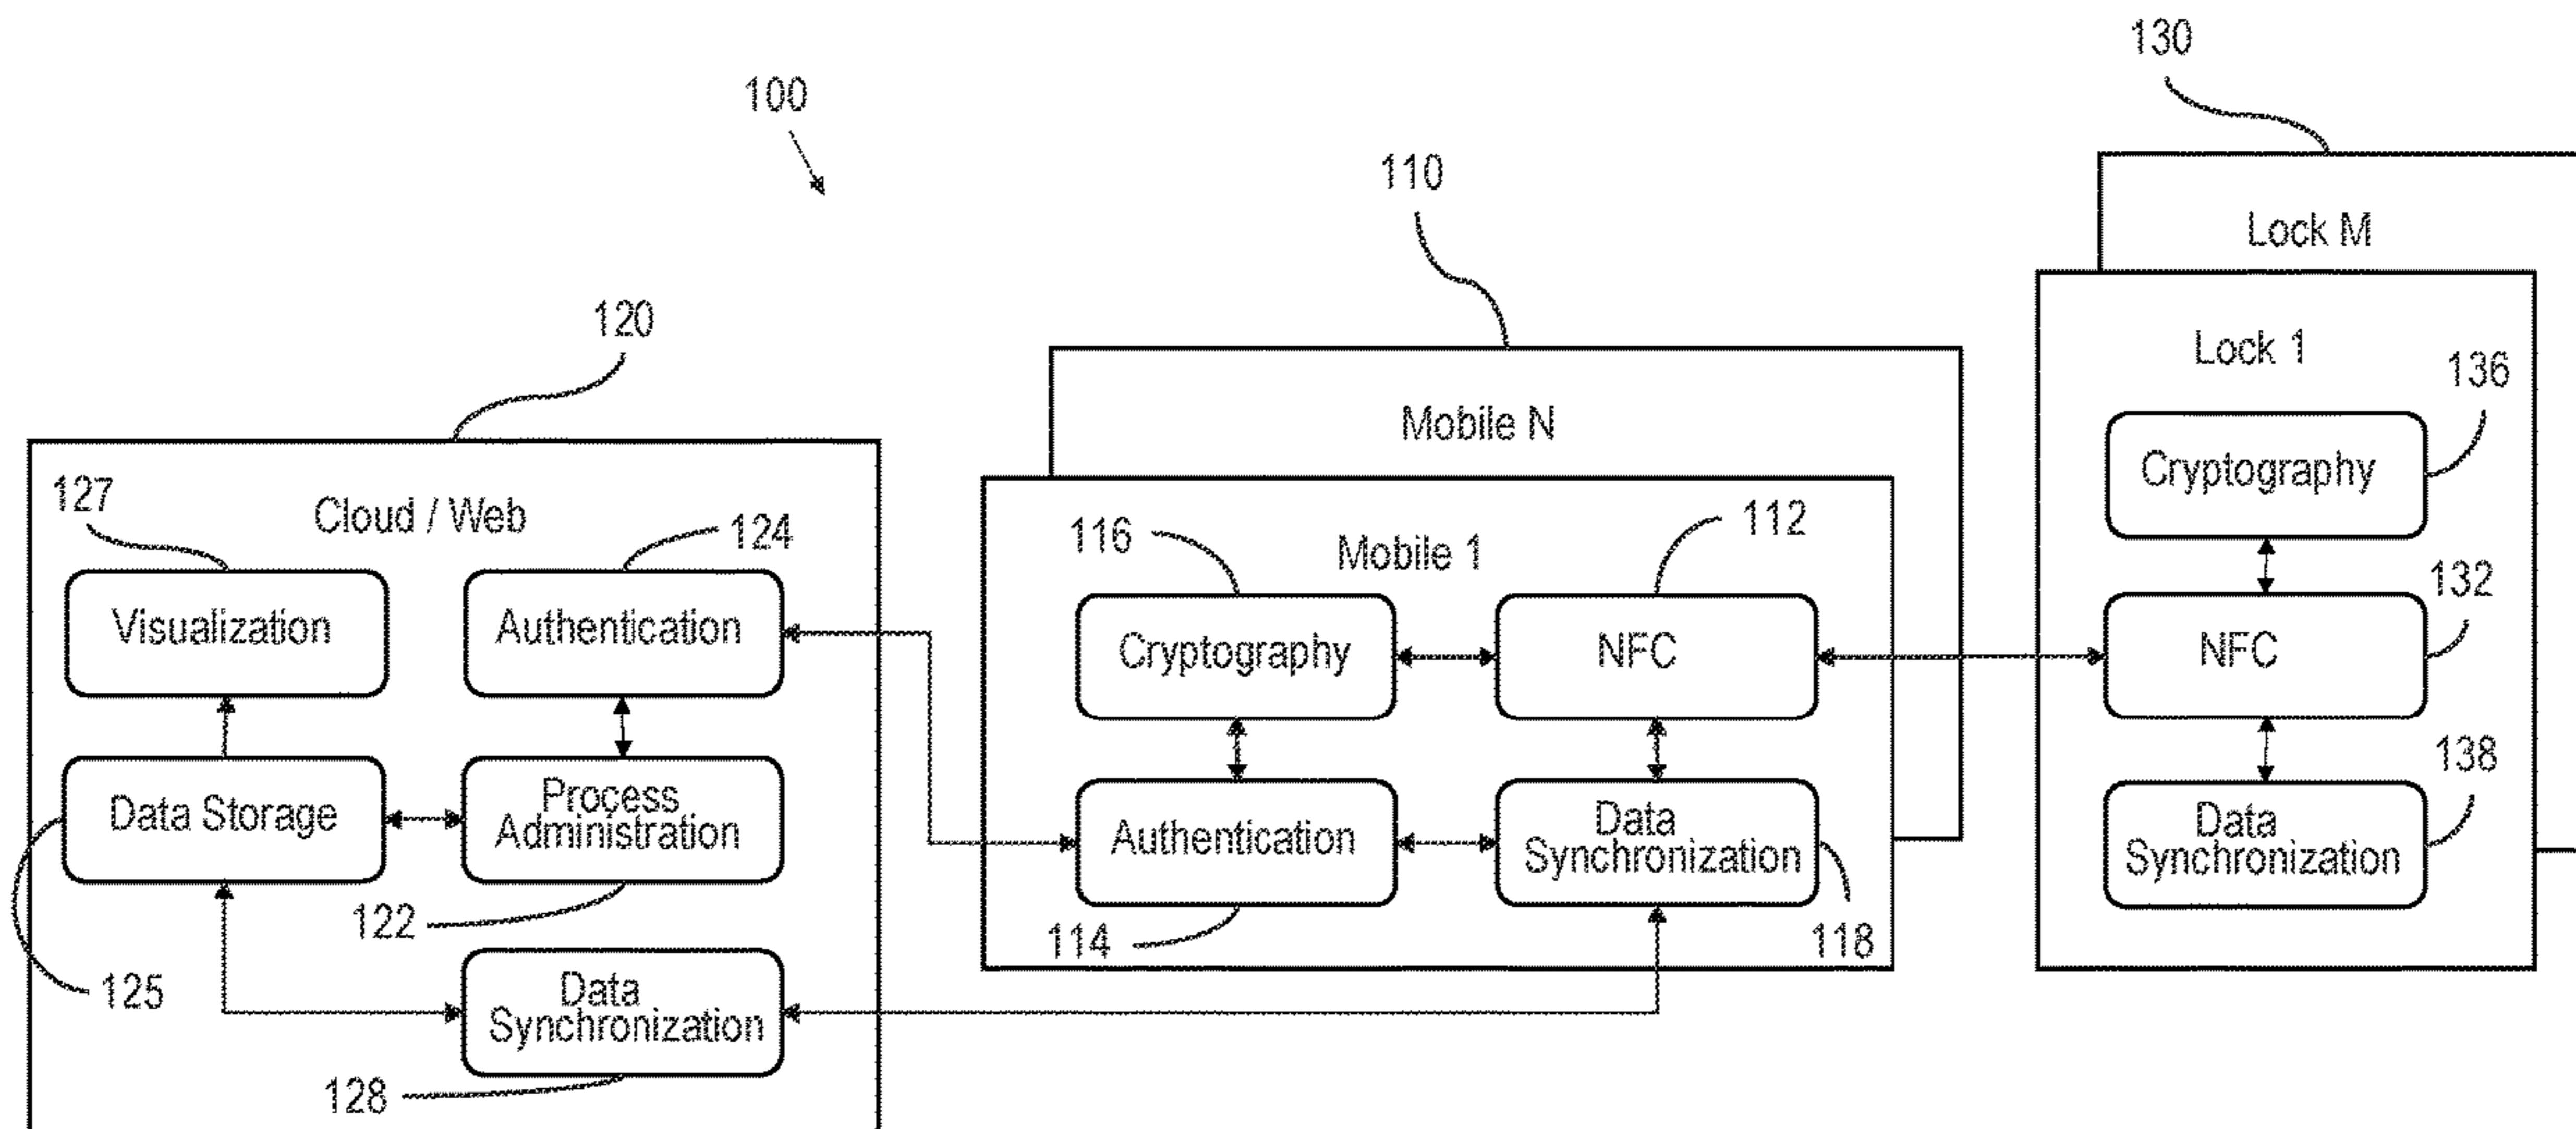 100
130
110
120
Lock M
Lock 1
136
Cryptography
132
NFC
138
Data
Synchronization
Mobile N
Mobile 1
116
112
Cryptography
NFC
Authentication
Data
Synchronization
114
118
Cloud / Web
127
124
Visualization
Authentication
Data Storage
Process
Administration
122
125
Data
Synchronization
128